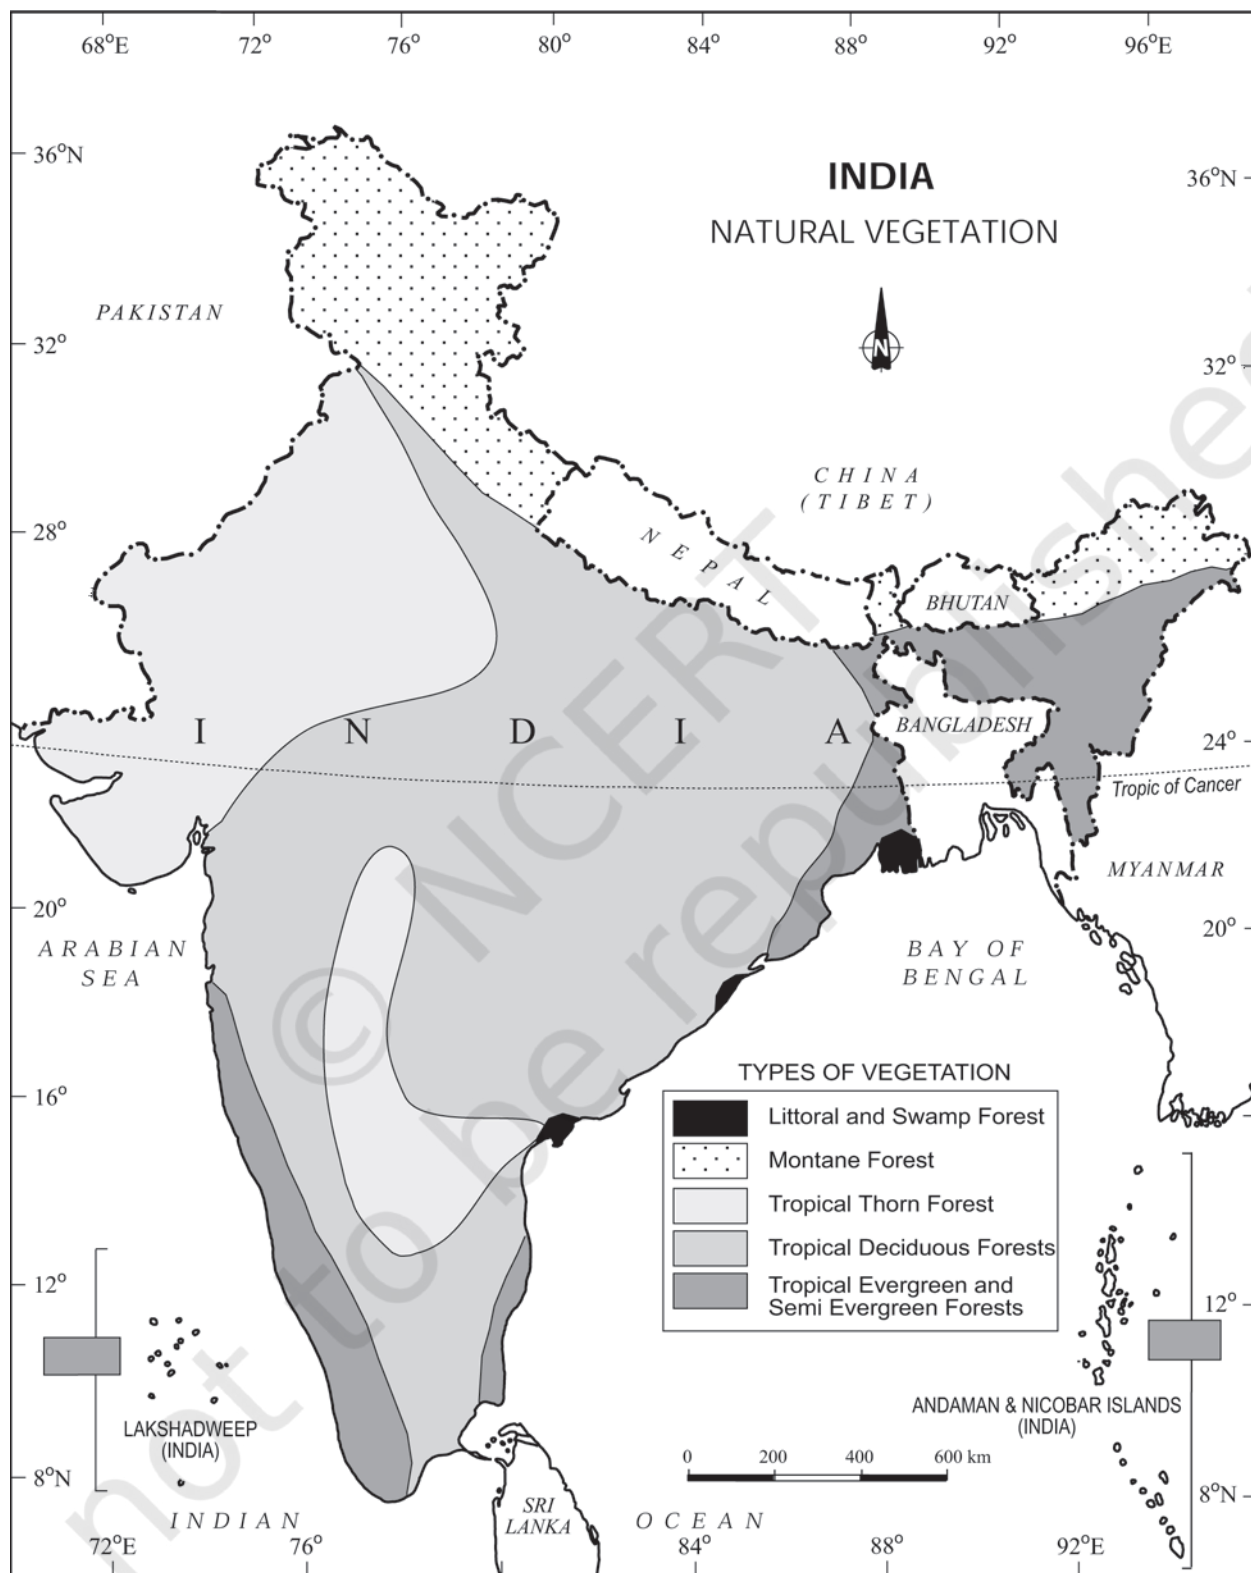 68°E 72° 76° 80° 84° 88° 92° 96°E
36°N
INDIA
36°N
NATURAL VEGETATION
PAKISTAN
N
32°
32°
CHINA
(TIBET)
28°
NEPAL
BHUTAN
INDIA
BANGLADESH
24°
Tropic of Cancer
MYANMAR
20°
20°
ARABIAN
SEA
BAY OF
BENGAL
© NCERT
not to be republished
TYPES OF VEGETATION
16°
Littoral and Swamp Forest
Montane Forest
Tropical Thorn Forest
Tropical Deciduous Forests
Tropical Evergreen and
Semi Evergreen Forests
12°
12°
LAKSHADWEEP
(INDIA)
ANDAMAN & NICOBAR ISLANDS
(INDIA)
0 200 400 600 km
8°N
8°N
SRI
LANKA
INDIAN OCEAN
72°E 76° 84° 88° 92°E